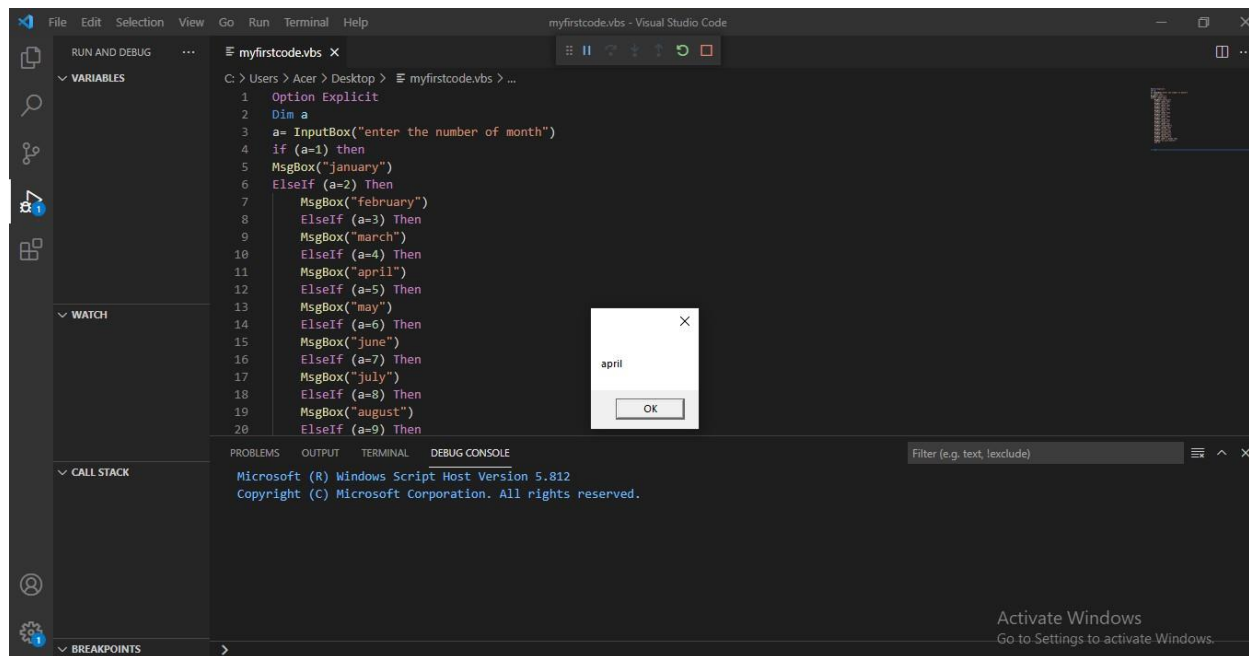 File Edit Selection View Go Run Terminal Help
myfirstcode.vbs - Visual Studio Code
RUN AND DEBUG ...
myfirstcode.vbs
VARIABLES
C: > Users > Acer > Desktop > myfirstcode.vbs > ...
1 Option Explicit
2 Dim a
3 a= InputBox("enter the number of month")
4 if (a=1) then
5 MsgBox("january")
6 ElseIf (a=2) Then
7 MsgBox("february")
8 ElseIf (a=3) Then
9 MsgBox("march")
10 ElseIf (a=4) Then
11 MsgBox("april")
12 ElseIf (a=5) Then
13 MsgBox("may")
14 ElseIf (a=6) Then
15 MsgBox("june")
16 ElseIf (a=7) Then
17 MsgBox("july")
18 ElseIf (a=8) Then
19 MsgBox("august")
20 ElseIf (a=9) Then
WATCH
april
OK
PROBLEMS OUTPUT TERMINAL DEBUG CONSOLE
Filter (e.g. text, !exclude)
CALL STACK
Microsoft (R) Windows Script Host Version 5.812
Copyright (C) Microsoft Corporation. All rights reserved.
1
1
Activate Windows
Go to Settings to activate Windows.
BREAKPOINTS
>